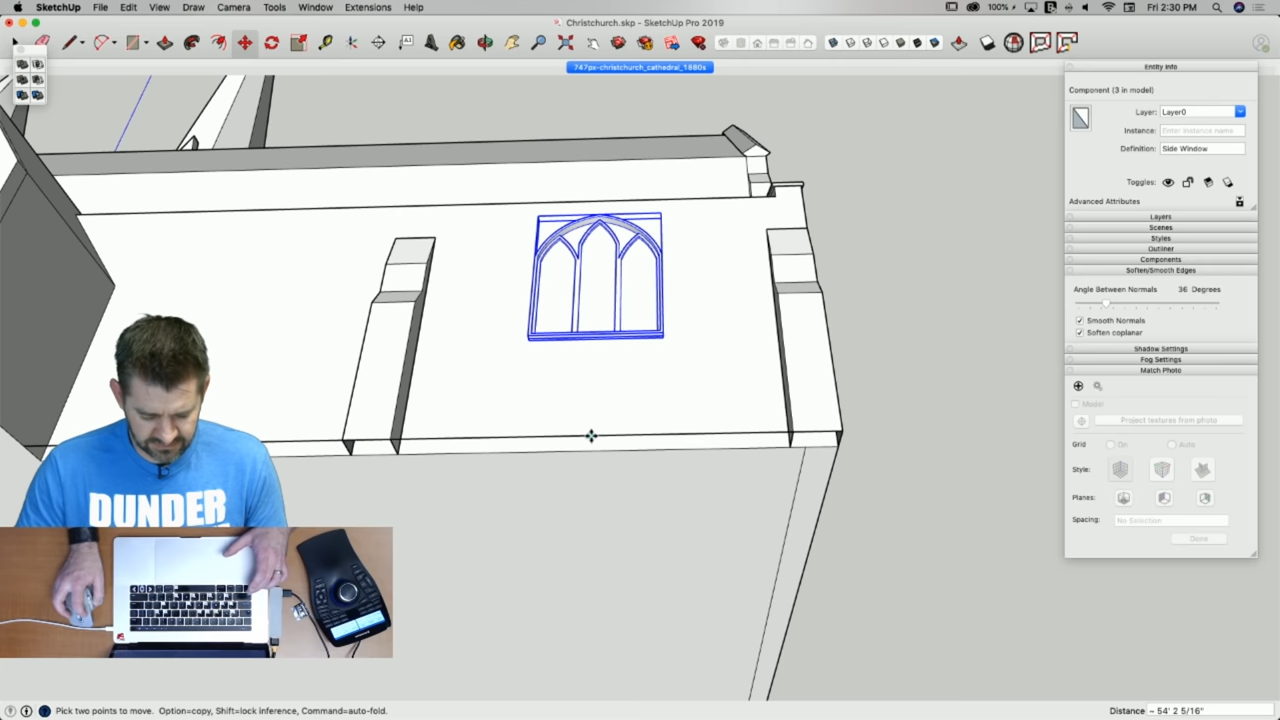 SketchUp File Edit View Draw Camera Tools Window Extensions Help 100% Fri 2:30 PM
Christchurch.skp - SketchUp Pro 2019
747px-christchurch_cathedral_1880s
Entity Info
Component (3 in model)
Layer: Layer0
Instance: Enter instance name
Definition: Side Window
Toggles:
Advanced Attributes
Layers
Scenes
Styles
Outliner
Components
Soften/Smooth Edges
Angle Between Normals 36 Degrees
Smooth Normals
Soften coplanar
Shadow Settings
Fog Settings
Match Photo
Model
Project textures from photo
Grid On Auto
Style:
Planes:
Spacing: No Selection
Done
DUNDER
Pick two points to move. Option=copy, Shift=lock inference, Command=auto-fold.
Distance ~ 54' 2 5/16"